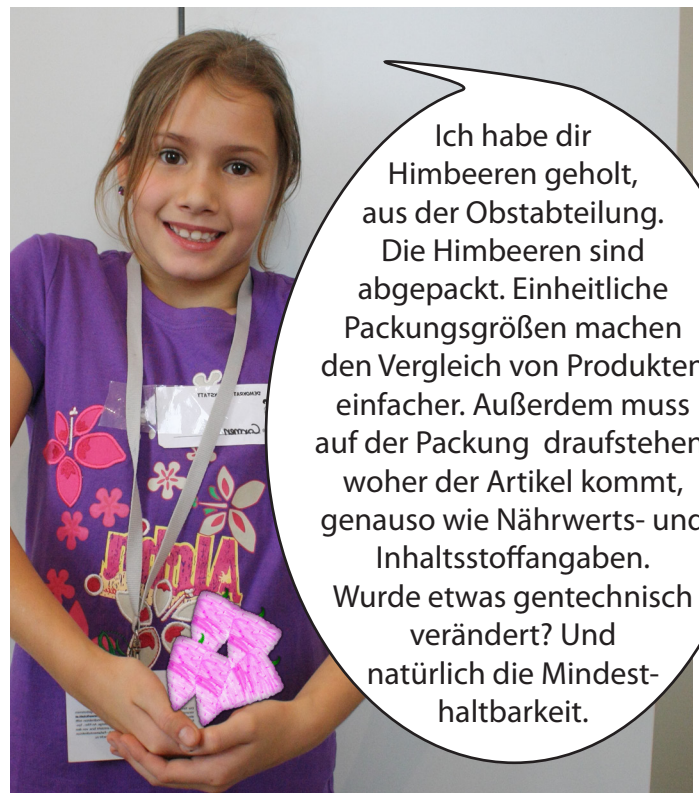 Ich habe dir
Himbeeren geholt,
aus der Obstabteilung.
Die Himbeeren sind
abgepackt. Einheitliche
Packungsgrößen machen
den Vergleich von Produkten
einfacher. Außerdem muss
auf der Packung draufstehen
woher der Artikel kommt,
genauso wie Nährwerts- und
Inhaltsstoffangaben.
Wurde etwas gentechnisch
verändert? Und
natürlich die Mindest-
haltbarkeit.